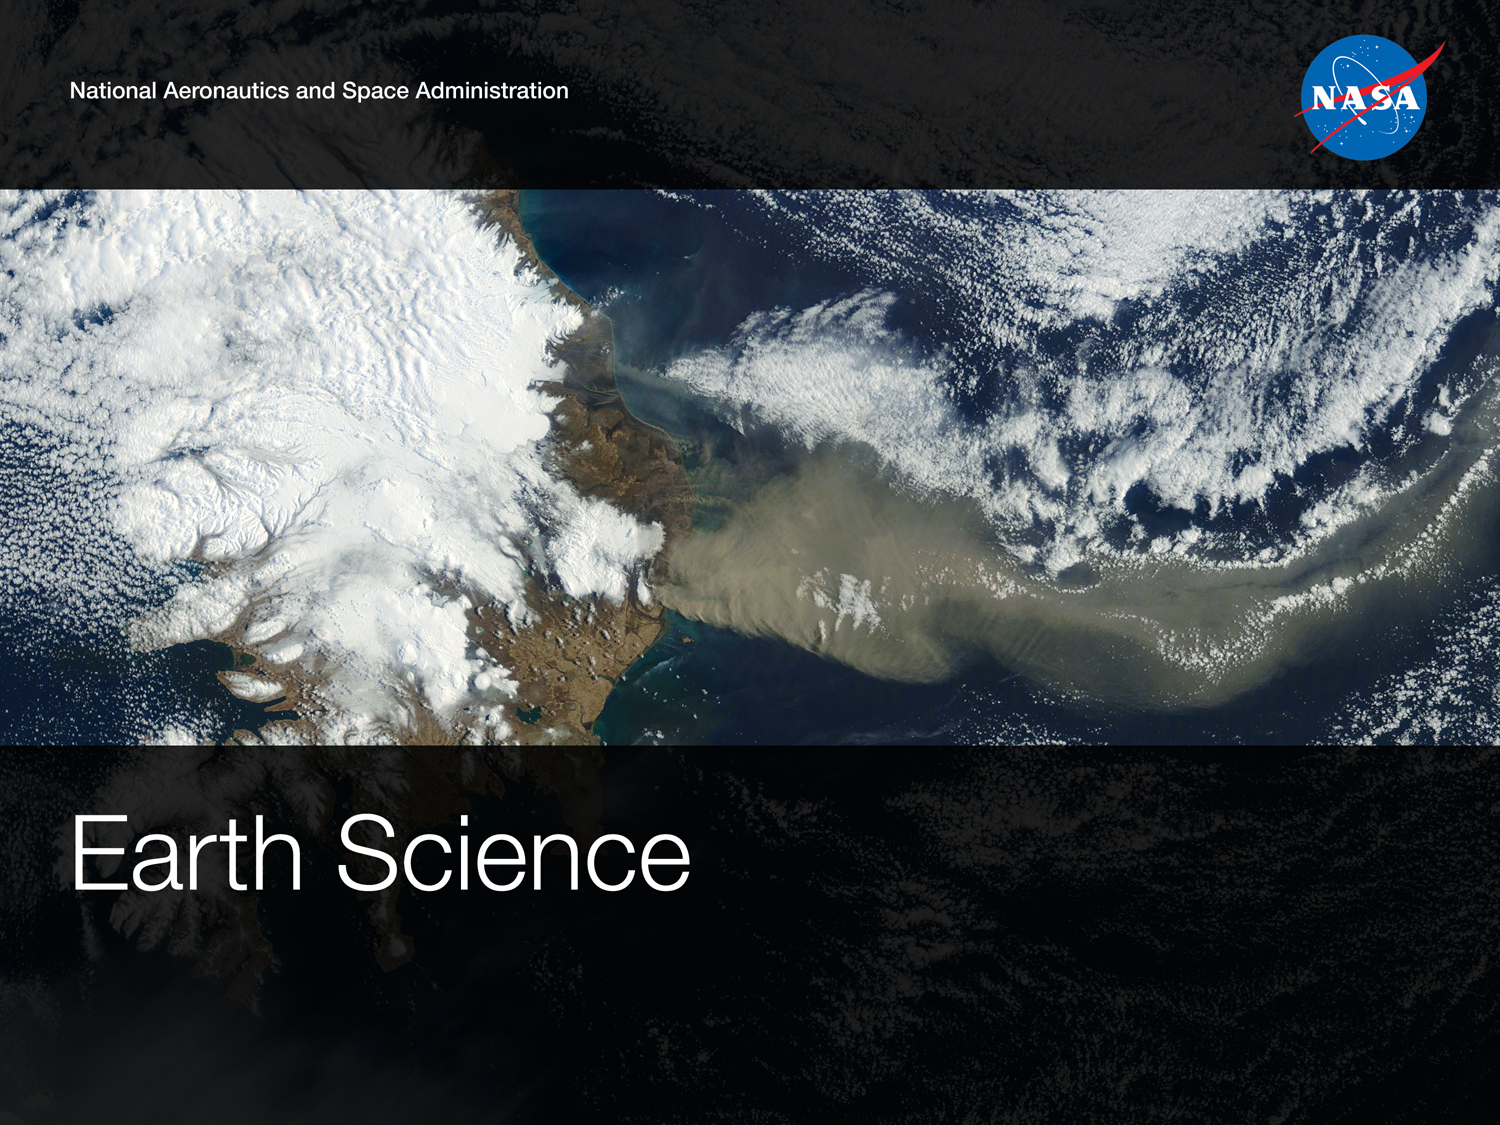 National Aeronautics and Space Administration
NASA
Earth Science